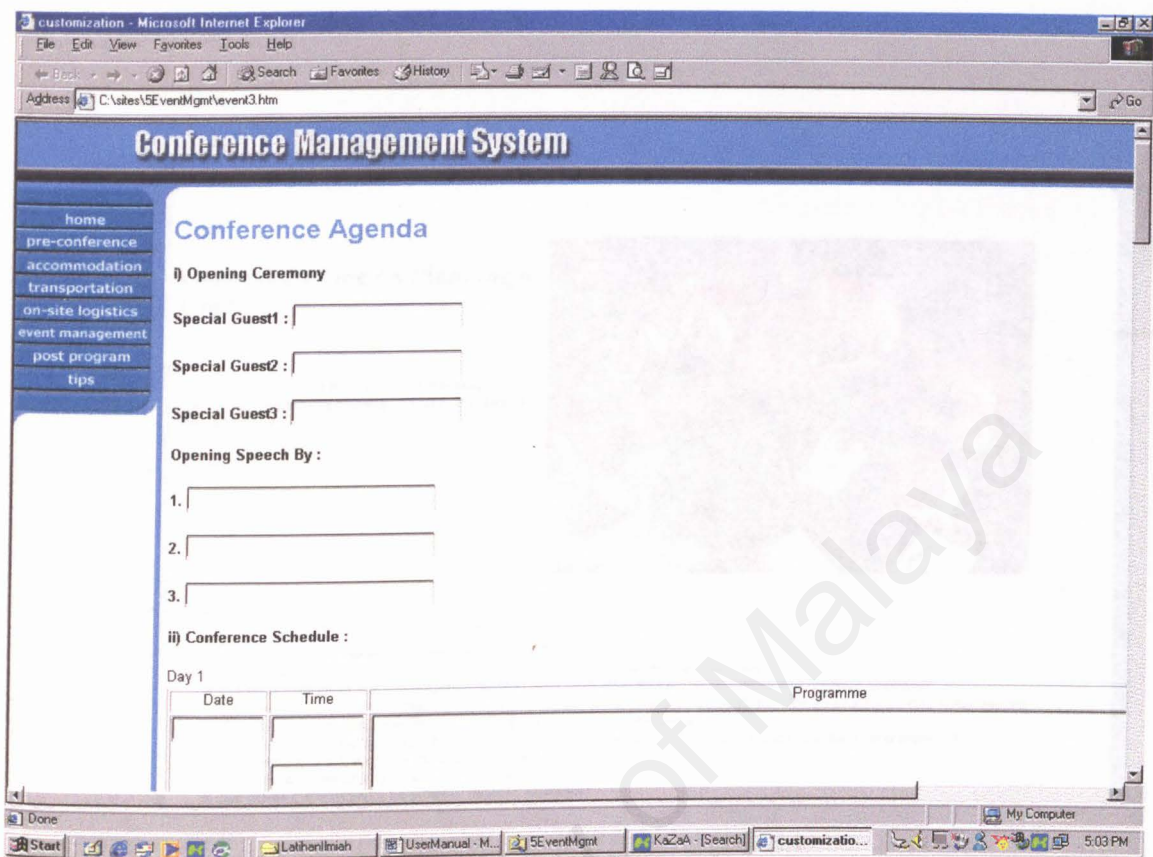 customization - Microsoft Internet Explorer
File Edit View Favorites Tools Help
Back Search Favorites History
Address C:\sites\5EventMgmt\event3.htm Go
Conference Management System
home
pre-conference
accommodation
transportation
on-site logistics
event management
post program
tips
Conference Agenda
i) Opening Ceremony
Special Guest1 :
Special Guest2 :
Special Guest3 :
Opening Speech By :
1.
2.
3.
ii) Conference Schedule :
Day 1
Date Time Programme
of Malaya
Done My Computer
Start LatihanIlmiah UserManual - M... 5EventMgmt KaZaA - [Search] customizatio... 5:03 PM